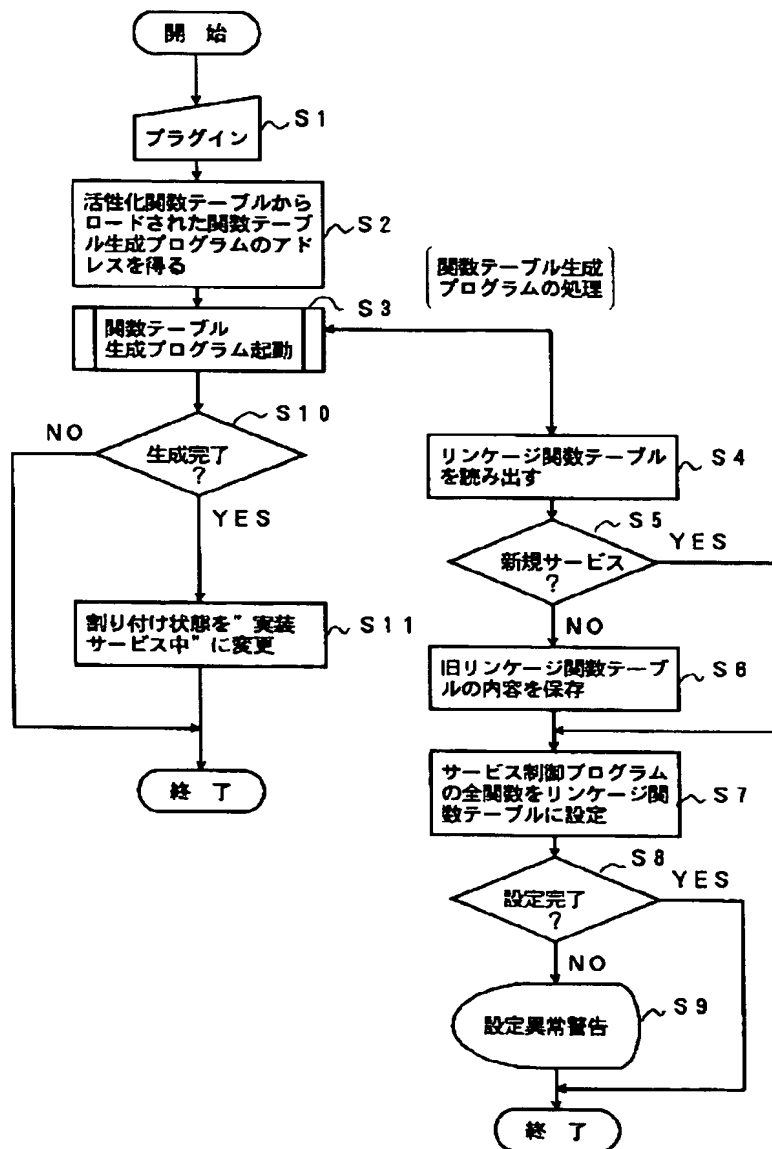 開 始
プラグイン
S1
活性化関数テーブルから
ロードされた関数テーブ
ル生成プログラムのアド
レスを得る
S2
関数テーブル
生成プログラム起動
S3
生成完了
?
S10
NO
YES
割り付け状態を"実装
サービス中"に変更
S11
終 了
関数テーブル生成
プログラムの処理
リンケージ関数テーブル
を読み出す
S4
新規サービス
?
S5
YES
NO
旧リンケージ関数テーブ
ルの内容を保存
S6
サービス制御プログラム
の全関数をリンケージ関
数テーブルに設定
S7
設定完了
?
S8
YES
NO
設定異常警告
S9
終 了